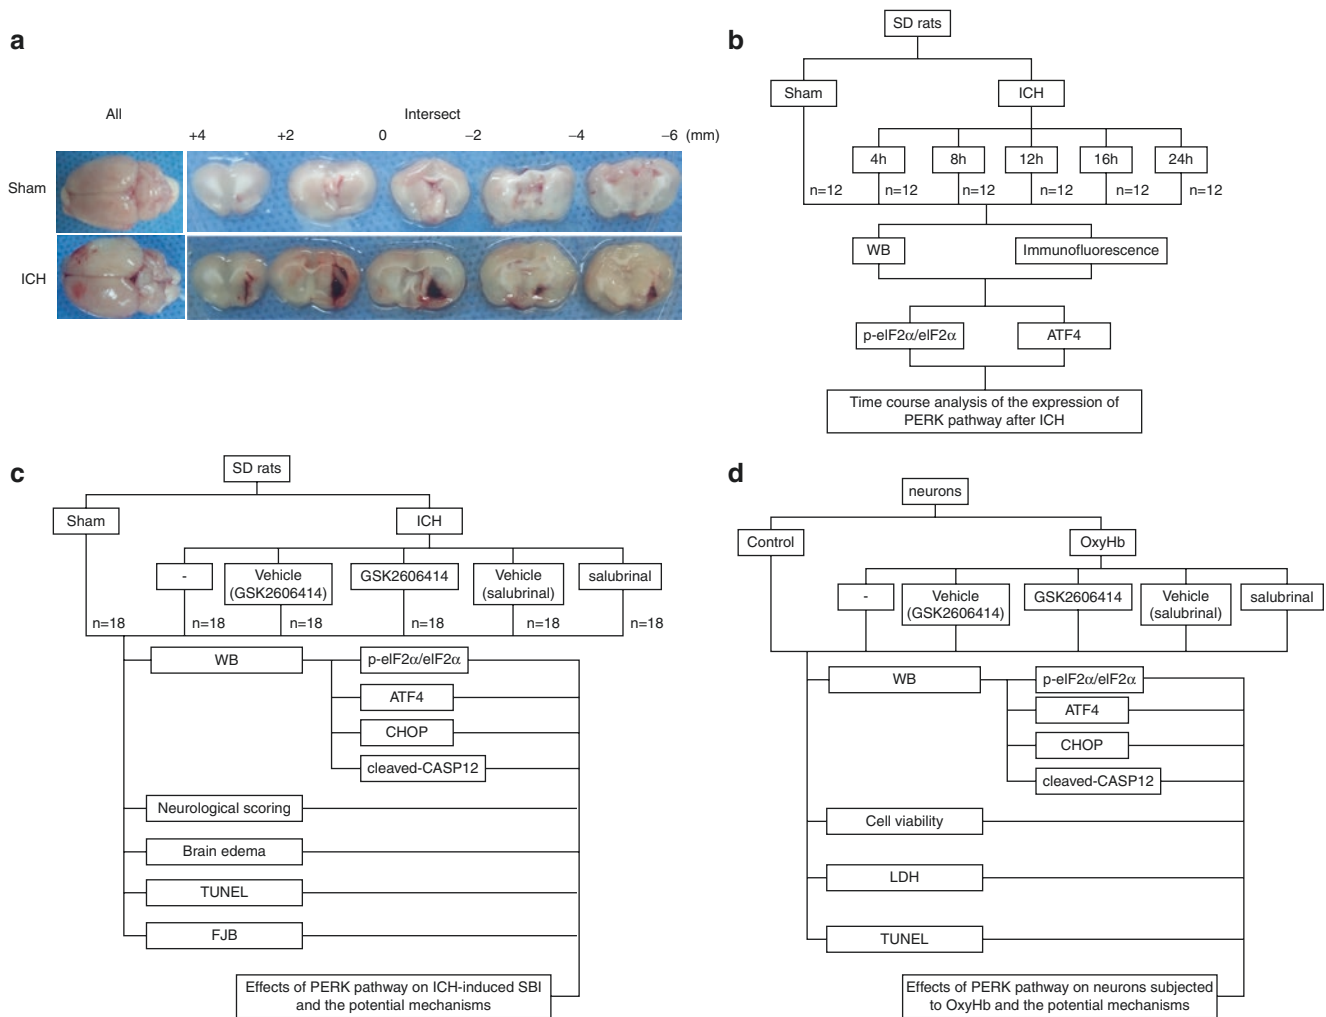 a
All
Intersect
+4 +2 0 −2 −4 −6 (mm)
Sham
ICH
b
SD rats
Sham
ICH
4h
8h
12h
16h
24h
n=12
n=12
n=12
n=12
n=12
n=12
WB
Immunofluorescence
p-eIF2α/eIF2α
ATF4
Time course analysis of the expression of
PERK pathway after ICH
c
SD rats
Sham
ICH
-
Vehicle
(GSK2606414)
GSK2606414
Vehicle
(salubrinal)
salubrinal
n=18
n=18
n=18
n=18
n=18
n=18
WB
p-eIF2α/eIF2α
ATF4
CHOP
cleaved-CASP12
Neurological scoring
Brain edema
TUNEL
FJB
Effects of PERK pathway on ICH-induced SBI
and the potential mechanisms
d
neurons
Control
OxyHb
-
Vehicle
(GSK2606414)
GSK2606414
Vehicle
(salubrinal)
salubrinal
WB
p-eIF2α/eIF2α
ATF4
CHOP
cleaved-CASP12
Cell viability
LDH
TUNEL
Effects of PERK pathway on neurons subjected
to OxyHb and the potential mechanisms